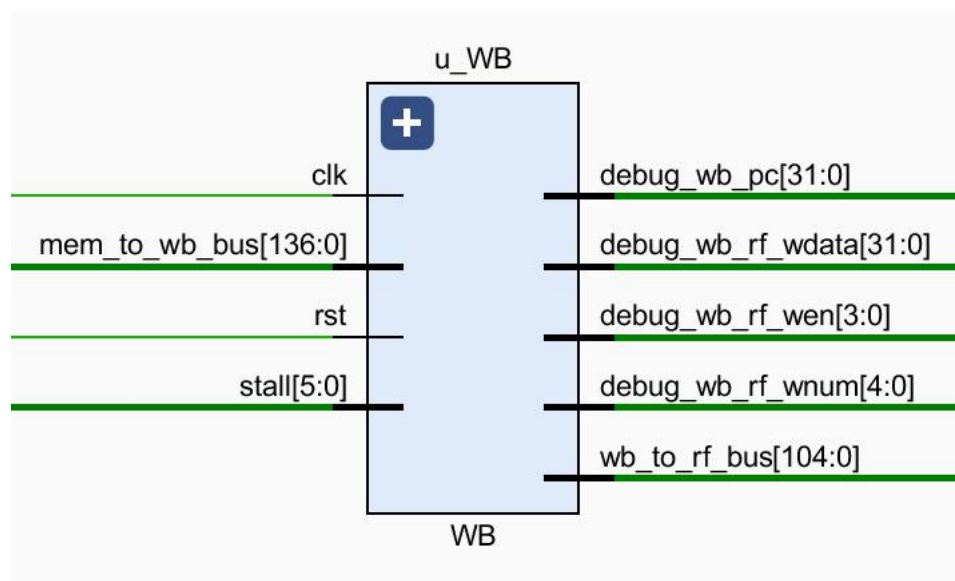 u_WB
clk
mem_to_wb_bus[136:0]
rst
stall[5:0]
debug_wb_pc[31:0]
debug_wb_rf_wdata[31:0]
debug_wb_rf_wen[3:0]
debug_wb_rf_wnum[4:0]
wb_to_rf_bus[104:0]
WB